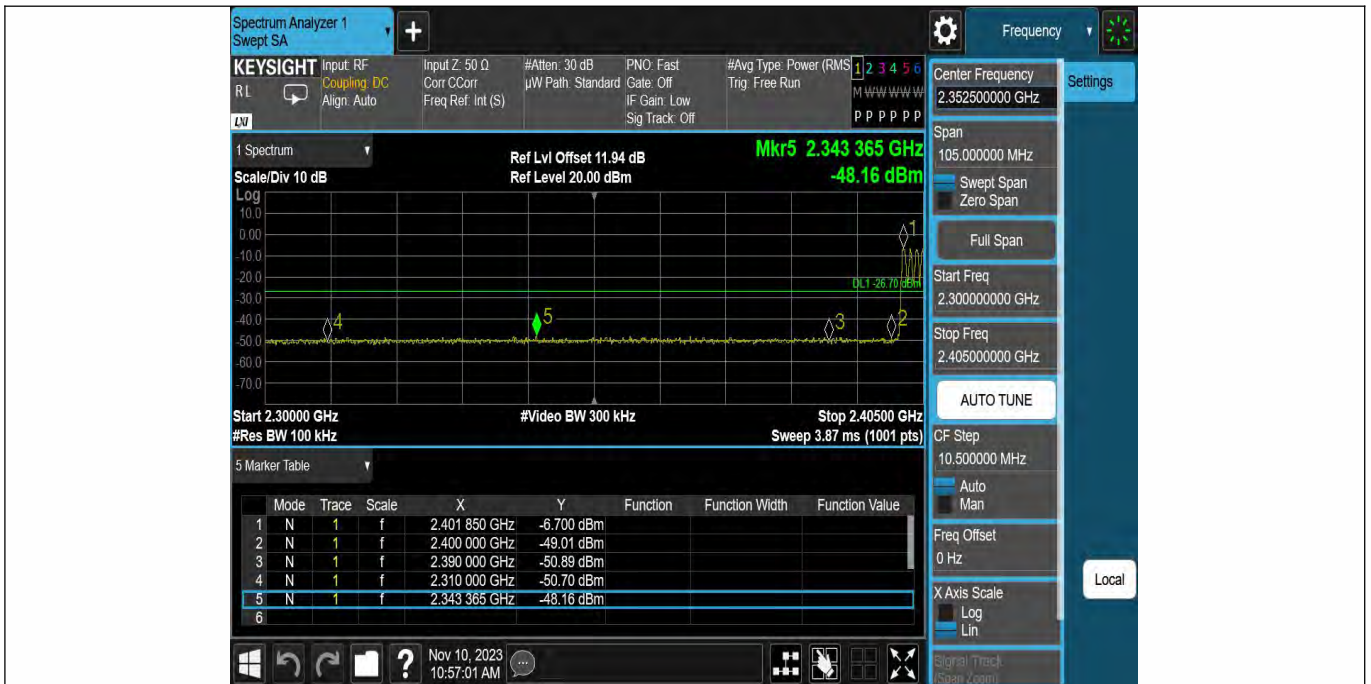 Spectrum Analyzer 1
Swept SA
+
Frequency
KEYSIGHT
RL
LXI
Input: RF
Coupling: DC
Align: Auto
Input Z: 50 Ω
Corr CCorr
Freq Ref: Int (S)
#Atten: 30 dB
µW Path: Standard
PNO: Fast
Gate: Off
IF Gain: Low
Sig Track: Off
#Avg Type: Power (RMS
Trig: Free Run
1 2 3 4 5 6
M W W W W W
P P P P P P
Center Frequency
2.352500000 GHz
Settings
1 Spectrum
Scale/Div 10 dB
Ref Lvl Offset 11.94 dB
Ref Level 20.00 dBm
Mkr5 2.343 365 GHz
-48.16 dBm
Span
105.000000 MHz
Swept Span
Zero Span
Full Span
Start Freq
2.300000000 GHz
Stop Freq
2.405000000 GHz
AUTO TUNE
CF Step
10.500000 MHz
Auto
Man
Freq Offset
0 Hz
X Axis Scale
Log
Lin
Signal Track
(Span Zoom)
Local
Log
10.0
0.00
-10.0
-20.0
-30.0
-40.0
-50.0
-60.0
-70.0
1
DL1 -26.70 dBm
4
5
3
2
Start 2.30000 GHz
#Res BW 100 kHz
#Video BW 300 kHz
Stop 2.40500 GHz
Sweep 3.87 ms (1001 pts)
5 Marker Table
Mode Trace Scale X Y Function Function Width Function Value
1 N 1 f 2.401 850 GHz -6.700 dBm
2 N 1 f 2.400 000 GHz -49.01 dBm
3 N 1 f 2.390 000 GHz -50.89 dBm
4 N 1 f 2.310 000 GHz -50.70 dBm
5 N 1 f 2.343 365 GHz -48.16 dBm
6
?
Nov 10, 2023
10:57:01 AM